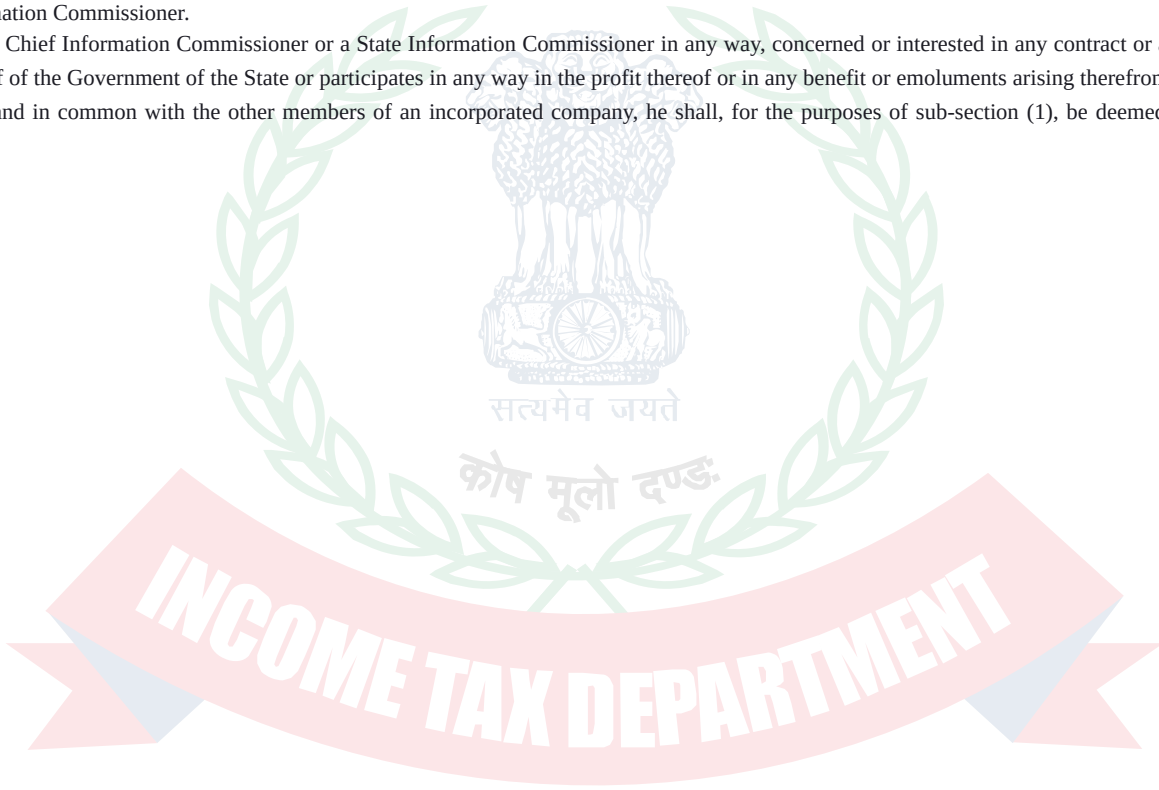 ation Commissioner.
Chief Information Commissioner or a State Information Commissioner in any way, concerned or interested in any contract or
f of the Government of the State or participates in any way in the profit thereof or in any benefit or emoluments arising therefrom
and in common with the other members of an incorporated company, he shall, for the purposes of sub-section (1), be deemed
सत्यमेव जयते
कोष मूलो दण्डः
INCOME TAX DEPARTMENT